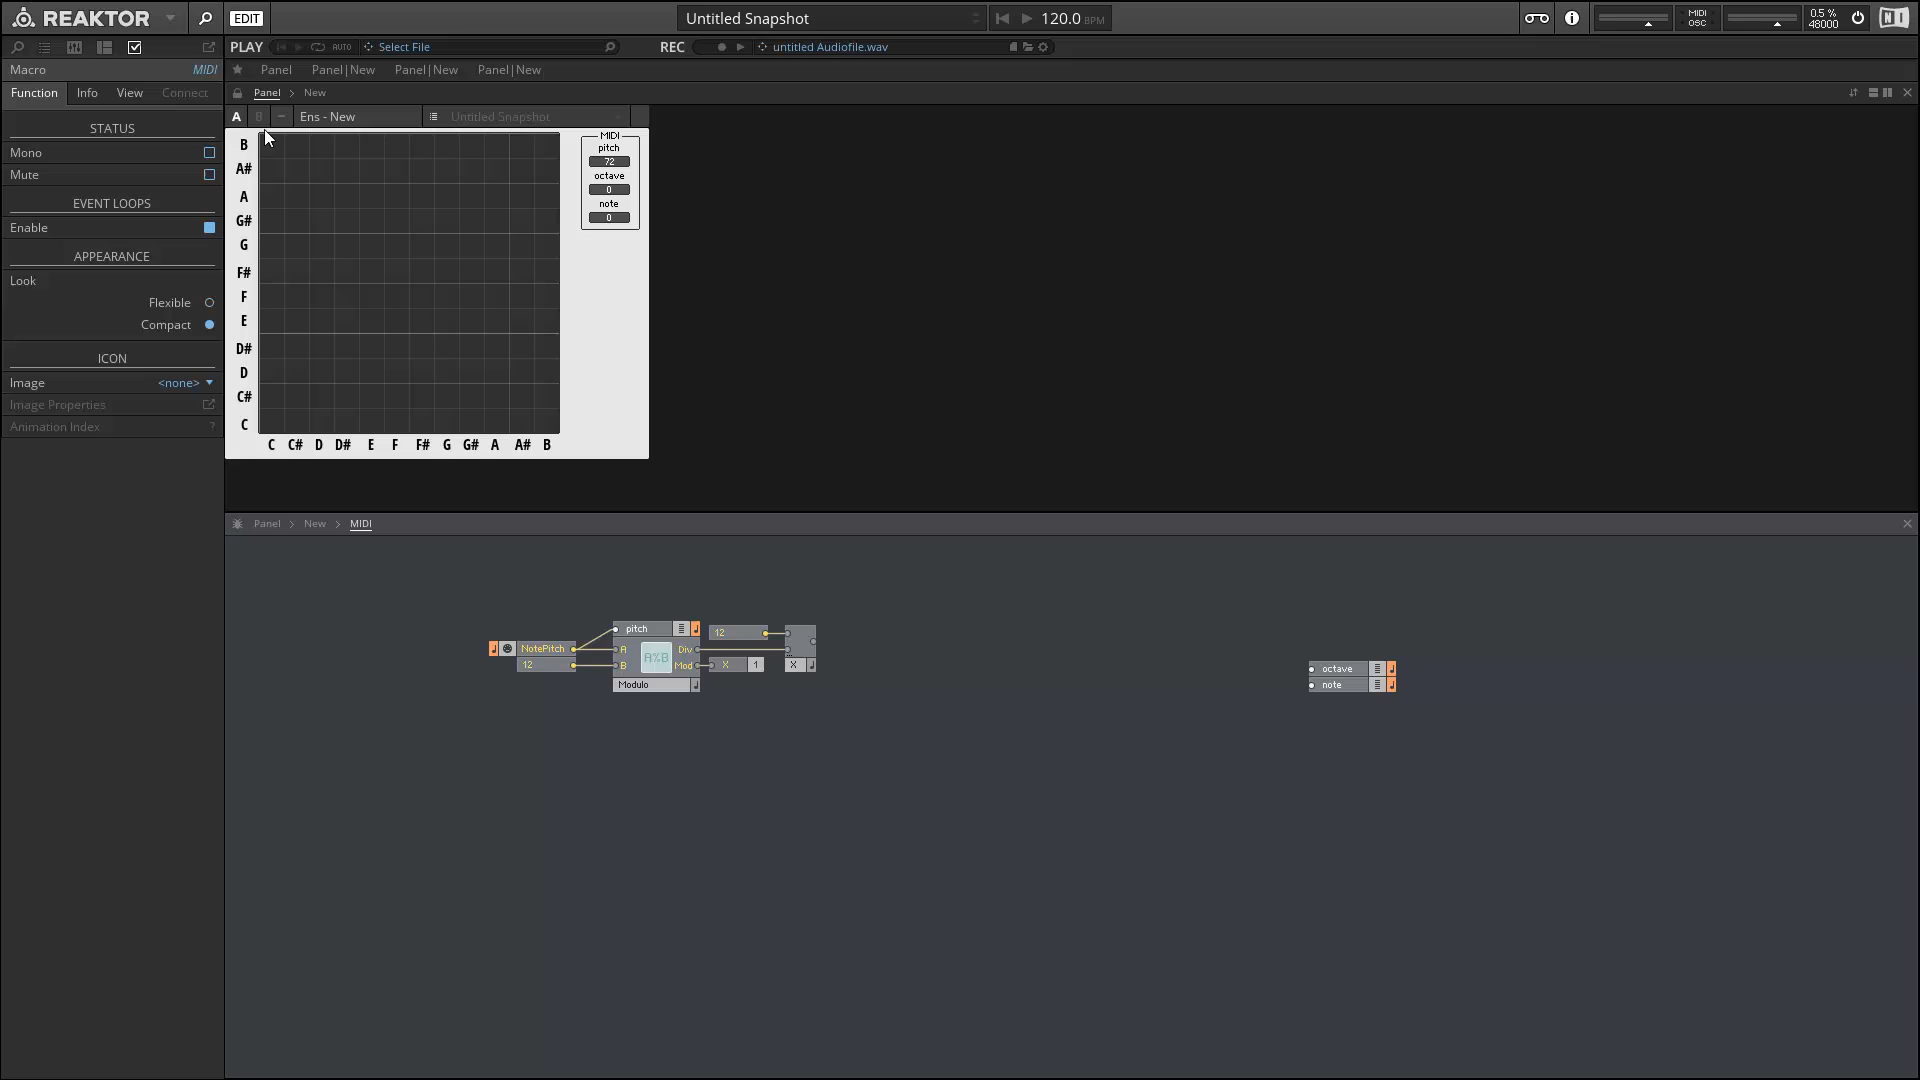 REAKTOR
EDIT
Untitled Snapshot
120.0 BPM
MIDI
OSC
0.5 %
48000
NI
PLAY
AUTO
Select File
REC
untitled Audiofile.wav
Macro
MIDI
Panel
Panel|New
Panel|New
Panel|New
Function
Info
View
Connect
Panel > New
A
B
Ens - New
Untitled Snapshot
STATUS
Mono
Mute
EVENT LOOPS
Enable
APPEARANCE
Look
Flexible
Compact
ICON
Image
<none>
Image Properties
Animation Index
?
B
A#
A
G#
G
F#
F
E
D#
D
C#
C
C C# D D# E F F# G G# A A# B
MIDI
pitch
72
octave
0
note
0
Panel > New > MIDI
NotePitch
12
pitch
A
B
A%B
Div
Mod
Modulo
12
X
1
X
octave
note